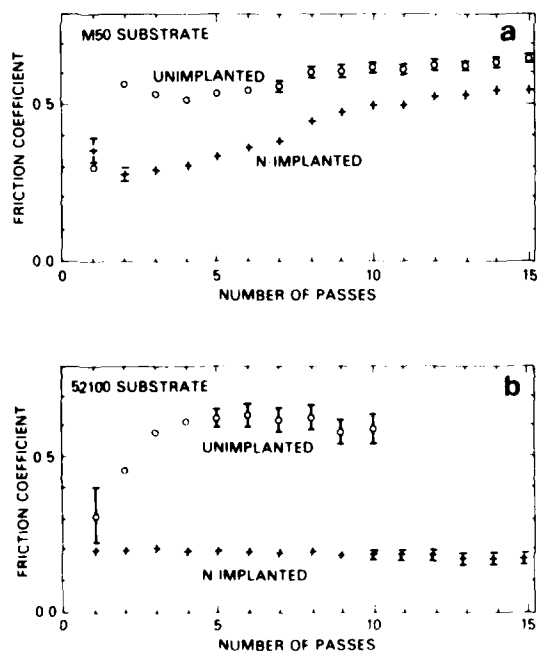 M50 SUBSTRATE
a
UNIMPLANTED
N-IMPLANTED
FRICTION COEFFICIENT
0.5
0.0
0 5 10 15
NUMBER OF PASSES
52100 SUBSTRATE
b
UNIMPLANTED
N IMPLANTED
FRICTION COEFFICIENT
0.5
0.0
0 5 10 15
NUMBER OF PASSES